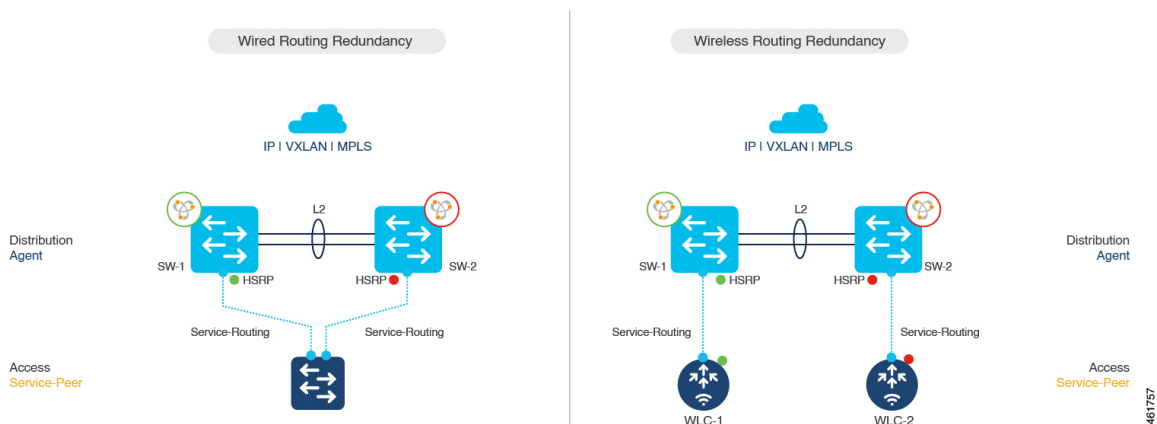 Wired Routing Redundancy
IP | VXLAN | MPLS
L2
SW-1
SW-2
HSRP
HSRP
Distribution
Agent
Service-Routing
Service-Routing
Access
Service-Peer
Wireless Routing Redundancy
IP | VXLAN | MPLS
L2
SW-1
SW-2
HSRP
HSRP
Distribution
Agent
Service-Routing
Service-Routing
Access
Service-Peer
WLC-1
WLC-2
461757